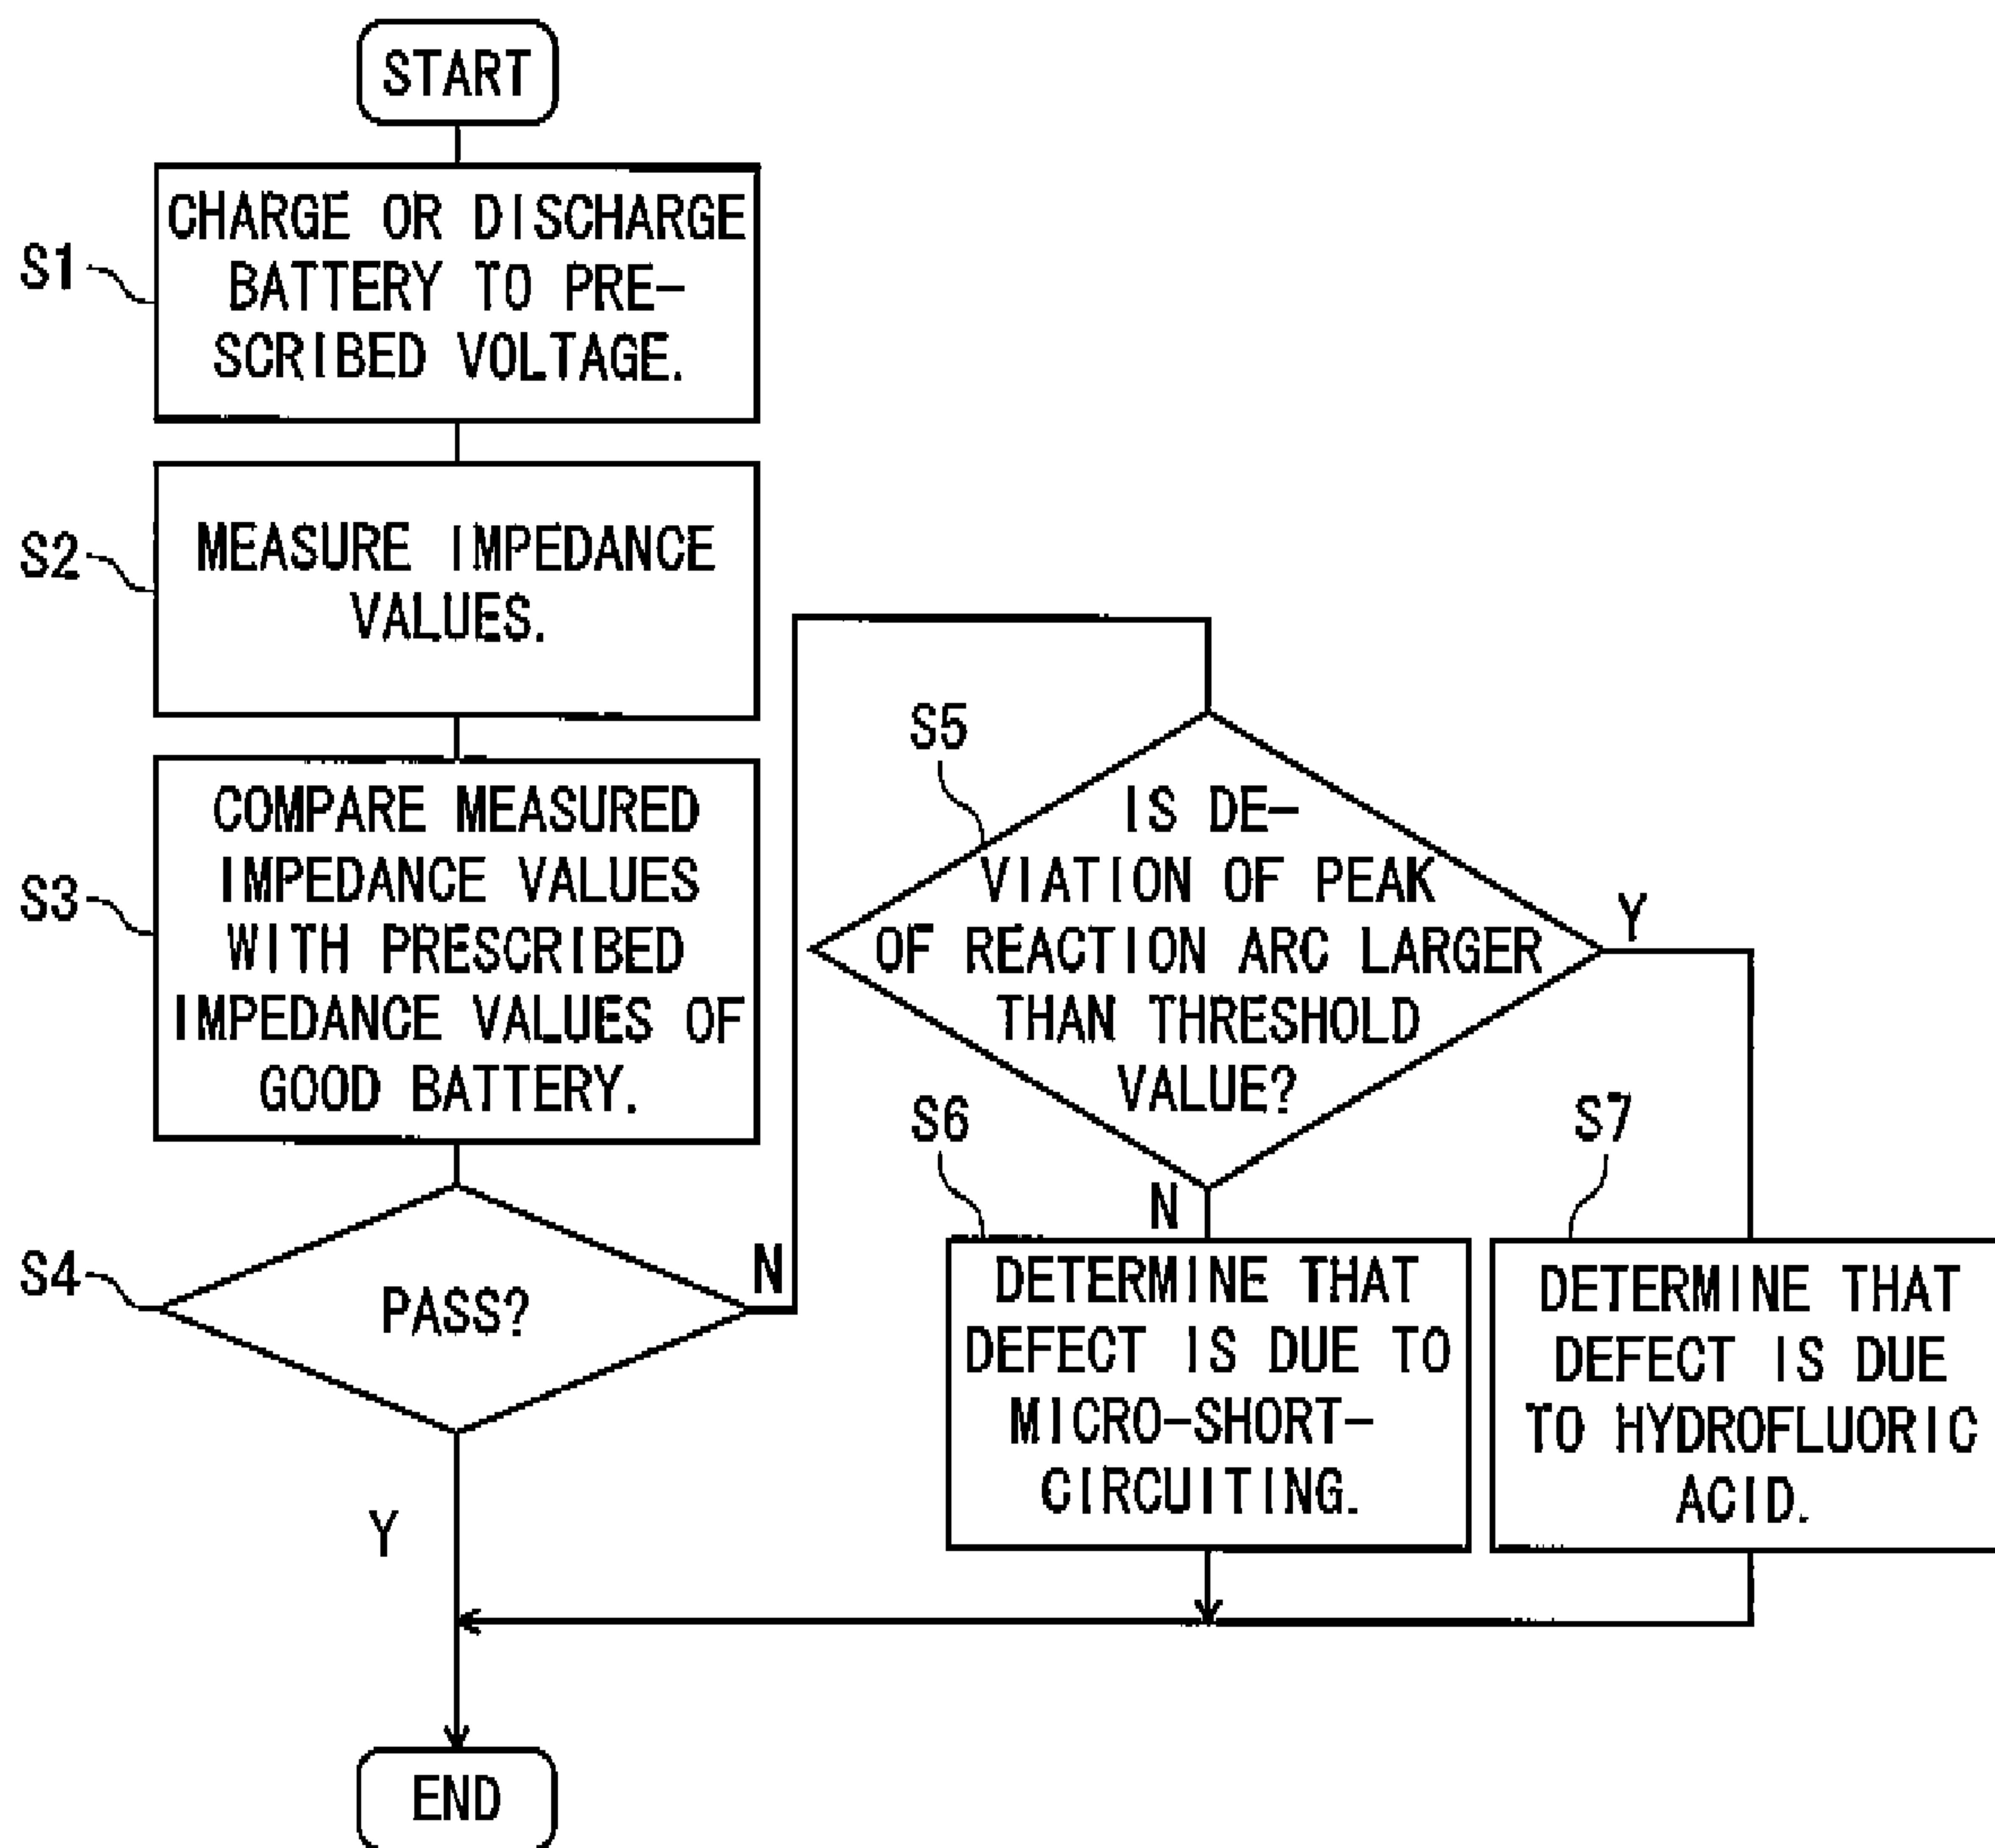 START
S1
CHARGE OR DISCHARGE
BATTERY TO PRE-
SCRIBED VOLTAGE.
S2
MEASURE IMPEDANCE
VALUES.
S3
COMPARE MEASURED
IMPEDANCE VALUES
WITH PRESCRIBED
IMPEDANCE VALUES OF
GOOD BATTERY.
S4
PASS?
N
Y
S5
IS DE-
VIATION OF PEAK
OF REACTION ARC LARGER
THAN THRESHOLD
VALUE?
Y
N
S6
DETERMINE THAT
DEFECT IS DUE TO
MICRO-SHORT-
CIRCUITING.
S7
DETERMINE THAT
DEFECT IS DUE
TO HYDROFLUORIC
ACID.
END